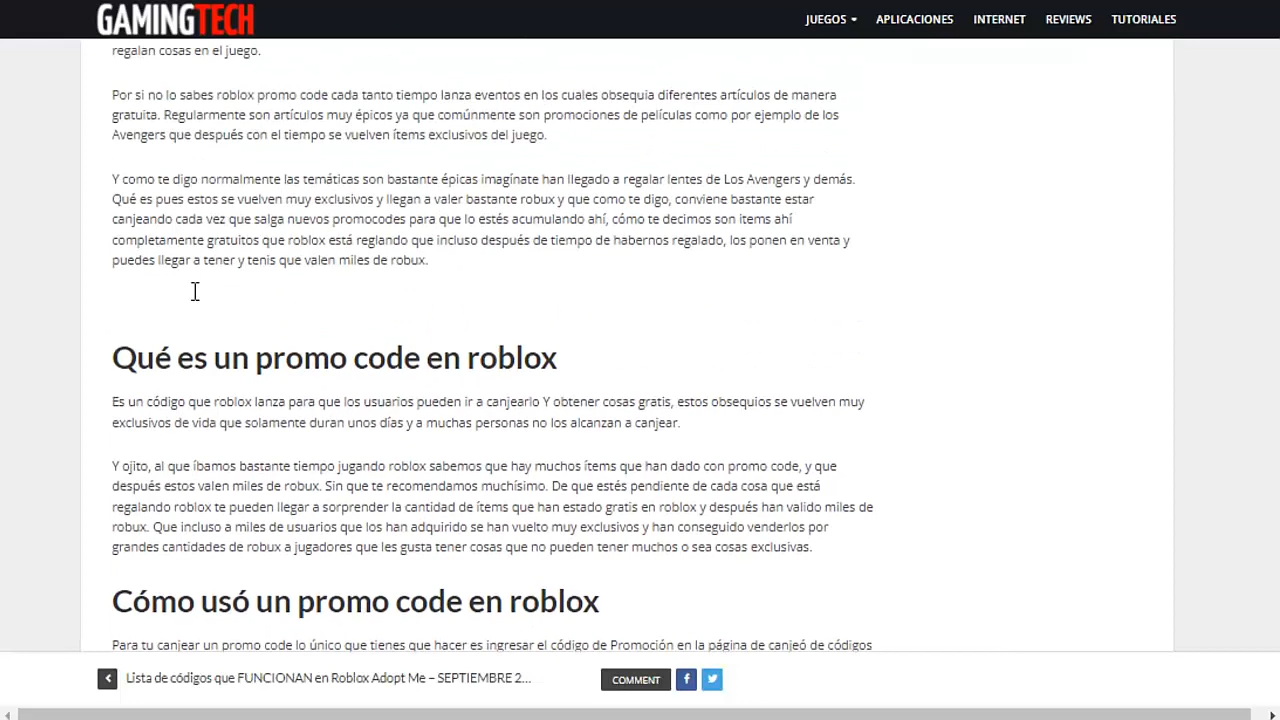 GAMINGTECH
JUEGOS
APLICACIONES
INTERNET
REVIEWS
TUTORIALES
regalan cosas en el juego.
Por si no lo sabes roblox promo code cada tanto tiempo lanza eventos en los cuales obsequia diferentes artículos de manera
gratuita. Regularmente son artículos muy épicos ya que comúnmente son promociones de películas como por ejemplo de los
Avengers que después con el tiempo se vuelven ítems exclusivos del juego.
Y como te digo normalmente las temáticas son bastante épicas imagínate han llegado a regalar lentes de Los Avengers y demás.
Qué es pues estos se vuelven muy exclusivos y llegan a valer bastante robux y que como te digo, conviene bastante estar
canjeando cada vez que salga nuevos promocodes para que lo estés acumulando ahí, cómo te decimos son items ahí
completamente gratuitos que roblox está reglando que incluso después de tiempo de habernos regalado, los ponen en venta y
puedes llegar a tener y tenis que valen miles de robux.
Qué es un promo code en roblox
Es un código que roblox lanza para que los usuarios pueden ir a canjearlo Y obtener cosas gratis, estos obsequios se vuelven muy
exclusivos de vida que solamente duran unos días y a muchas personas no los alcanzan a canjear.
Y ojito, al que íbamos bastante tiempo jugando roblox sabemos que hay muchos ítems que han dado con promo code, y que
después estos valen miles de robux. Sin que te recomendamos muchísimo. De que estés pendiente de cada cosa que está
regalando roblox te pueden llegar a sorprender la cantidad de ítems que han estado gratis en roblox y después han valido miles de
robux. Que incluso a miles de usuarios que los han adquirido se han vuelto muy exclusivos y han conseguido venderlos por
grandes cantidades de robux a jugadores que les gusta tener cosas que no pueden tener muchos o sea cosas exclusivas.
Cómo usó un promo code en roblox
Para tu canjear un promo code lo único que tienes que hacer es ingresar el código de Promoción en la página de canjeó de códigos
Lista de códigos que FUNCIONAN en Roblox Adopt Me – SEPTIEMBRE 2...
COMMENT